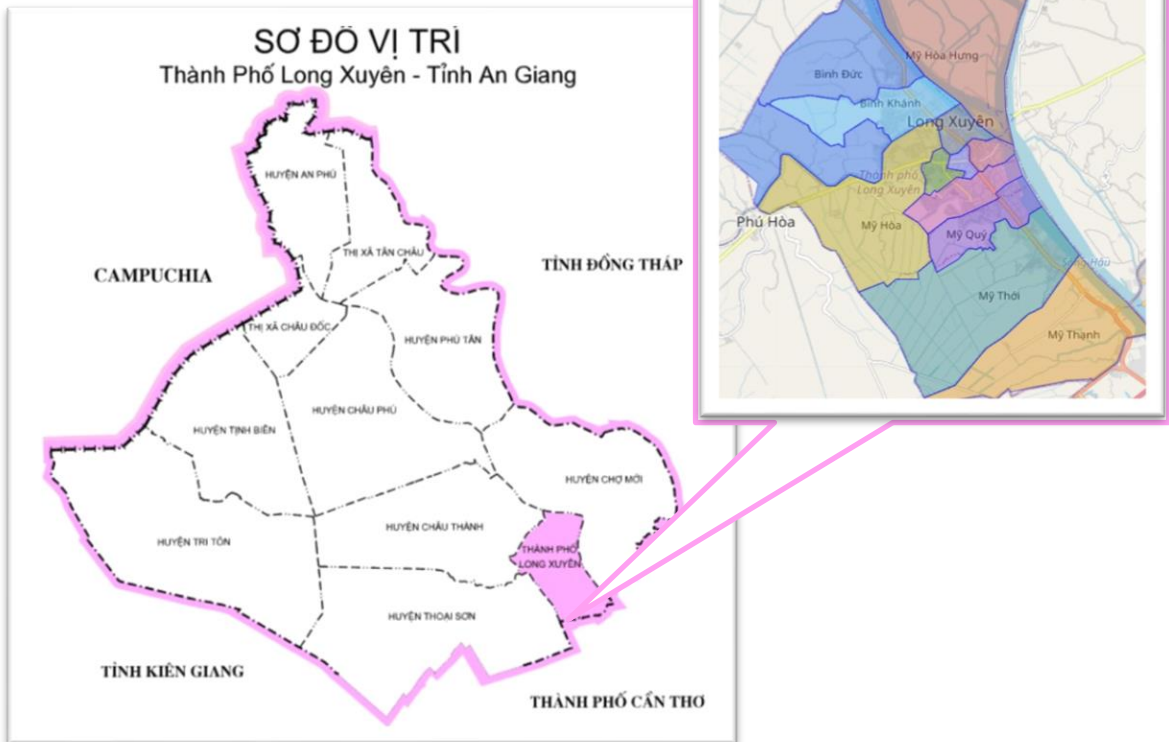 SƠ ĐỒ VỊ TRÍ
Thành Phố Long Xuyên - Tỉnh An Giang
HUYỆN AN PHÚ
THỊ XÃ TÂN CHÂU
CAMPUCHIA
TỈNH ĐỒNG THÁP
THỊ XÃ CHÂU ĐỐC
HUYỆN PHÚ TÂN
HUYỆN CHÂU PHÚ
HUYỆN TỊNH BIÊN
HUYỆN CHỢ MỚI
HUYỆN CHÂU THÀNH
HUYỆN TRI TÔN
THÀNH PHỐ
LONG XUYÊN
HUYỆN THOẠI SƠN
TỈNH KIÊN GIANG
THÀNH PHỐ CẦN THƠ
Mỹ Hòa Hưng
Bình Đức
Bình Khánh
Long Xuyên
Thành phố
Long Xuyên
Phú Hòa
Mỹ Hòa
Mỹ Quý
Sông Hậu
Mỹ Thới
Mỹ Thạnh